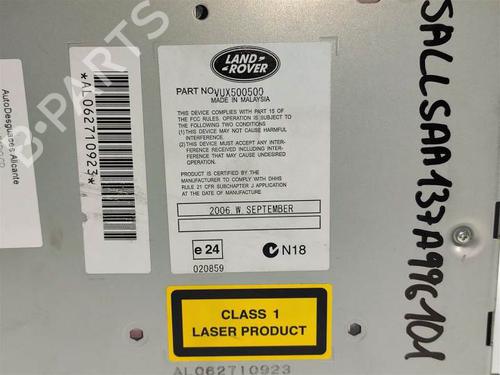 LAND-
ROVER
PART NO VUX500500
MADE IN MALAYSIA
THIS DEVICE COMPLIES WITH PART 15 OF
THE FCC RULES. OPERATION IS SUBJECT TO
THE FOLLOWING TWO CONDITIONS:
(1)THIS DEVICE MAY NOT CAUSE HARMFUL
INTERFERENCE.
(2)THIS DEVICE MUST ACCEPT ANY INTER-
FERENCE RECEIVED INCLUDING INTER-
FERENCE THAT MAY CAUSE UNDESIRED
OPERATION
PRODUCT IS CERTIFIED BY THE
MANUFACTURER TO COMPLY WITH DHHS
RULE 21 CFR SUBCHAPTER J APPLICATION
AT THE DATE OF MANUFACTURE
2006 W SEPTEMBER
e 24
N18
020859
CLASS 1
LASER PRODUCT
AL062710923
*AL062710923*
AutoDesguaces Alicante
B-PARTS
SALLSAA137A996101